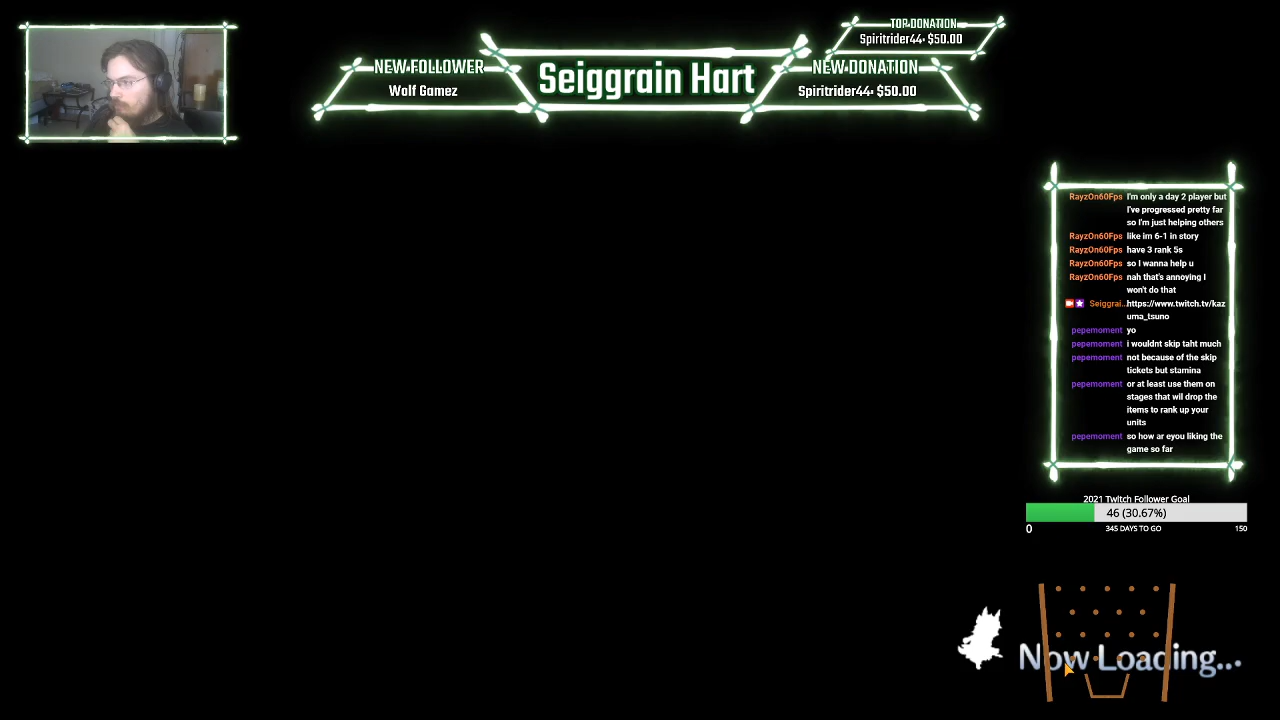 TOP DONATION
Spiritrider44: $50.00
NEW FOLLOWER
Wolf Gamez
Seiggrain Hart
NEW DONATION
Spiritrider44: $50.00
RayzOn60Fps I'm only a day 2 player but
I've progressed pretty far
so I'm just helping others
RayzOn60Fps like im 6-1 in story
RayzOn60Fps have 3 rank 5s
RayzOn60Fps so I wanna help u
RayzOn60Fps nah that's annoying I
won't do that
Seiggrai... https://www.twitch.tv/kaz
uma_tsuno
pepemoment yo
pepemoment i wouldnt skip taht much
pepemoment not because of the skip
tickets but stamina
pepemoment or at least use them on
stages that wil drop the
items to rank up your
units
pepemoment so how ar eyou liking the
game so far
2021 Twitch Follower Goal
46 (30.67%)
0 345 DAYS TO GO 150
Now Loading...